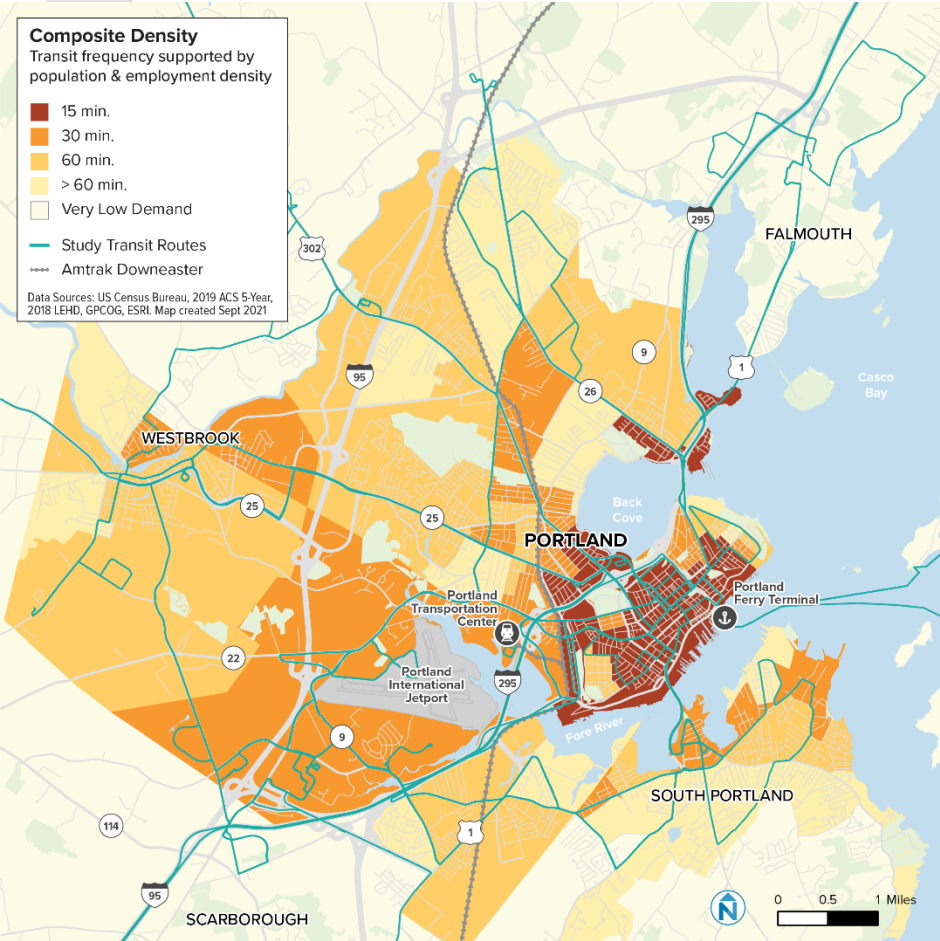 Composite Density
Transit frequency supported by
population & employment density
15 min.
30 min.
60 min.
> 60 min.
Very Low Demand
Study Transit Routes
Amtrak Downeaster
Data Sources: US Census Bureau, 2019 ACS 5-Year,
2018 LEHD, GPCOG, ESRI. Map created Sept 2021
295
FALMOUTH
302
9
1
95
26
Casco
Bay
WESTBROOK
25
25
Back
Cove
PORTLAND
Portland
Ferry Terminal
Portland
Transportation
Center
22
Portland
International
Jetport
295
9
Fore River
SOUTH PORTLAND
114
1
95
SCARBOROUGH
N
0 0.5 1 Miles